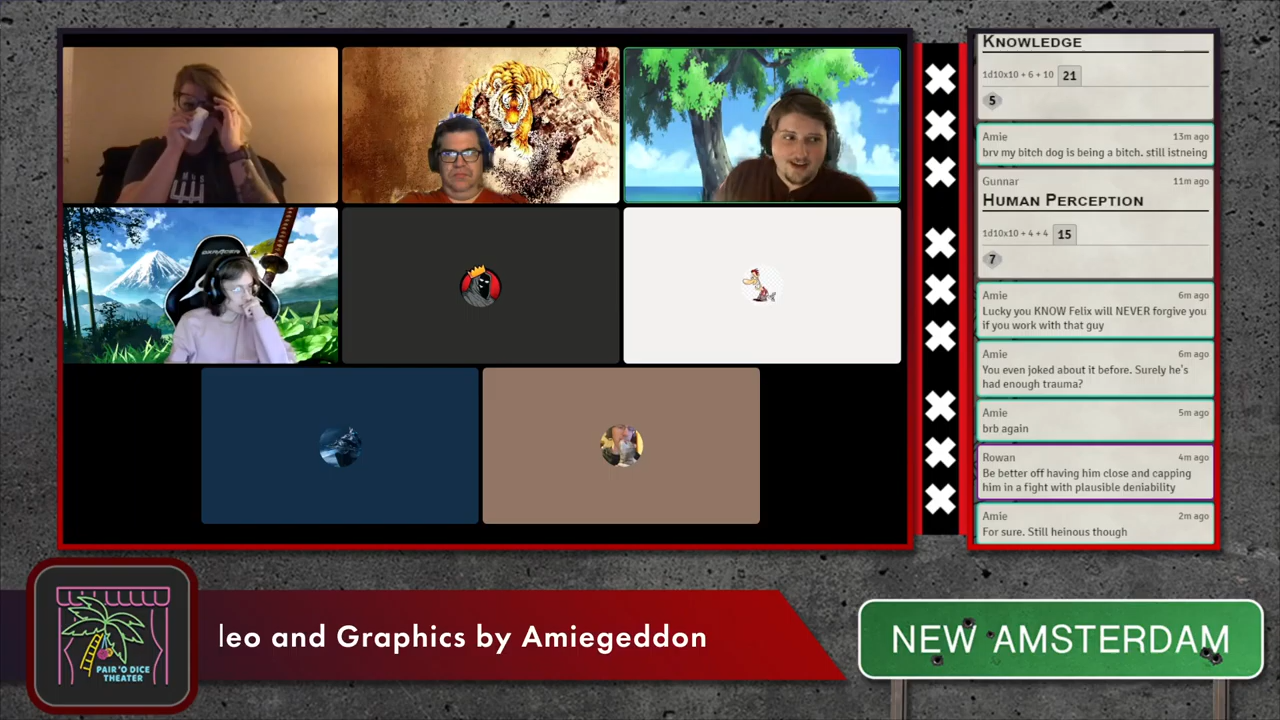 KNOWLEDGE
1d10x10 + 6 + 10 21
5
Amie 13m ago
brv my bitch dog is being a bitch. still istneing
Gunnar 11m ago
HUMAN PERCEPTION
1d10x10 + 4 + 4 15
7
Amie 6m ago
Lucky you KNOW Felix will NEVER forgive you
if you work with that guy
Amie 6m ago
You even joked about it before. Surely he's
had enough trauma?
Amie 5m ago
brb again
Rowan 4m ago
Be better off having him close and capping
him in a fight with plausible deniability
Amie 2m ago
For sure. Still heinous though
PAIR 'O DICE
THEATER
leo and Graphics by Amiegeddon
NEW AMSTERDAM